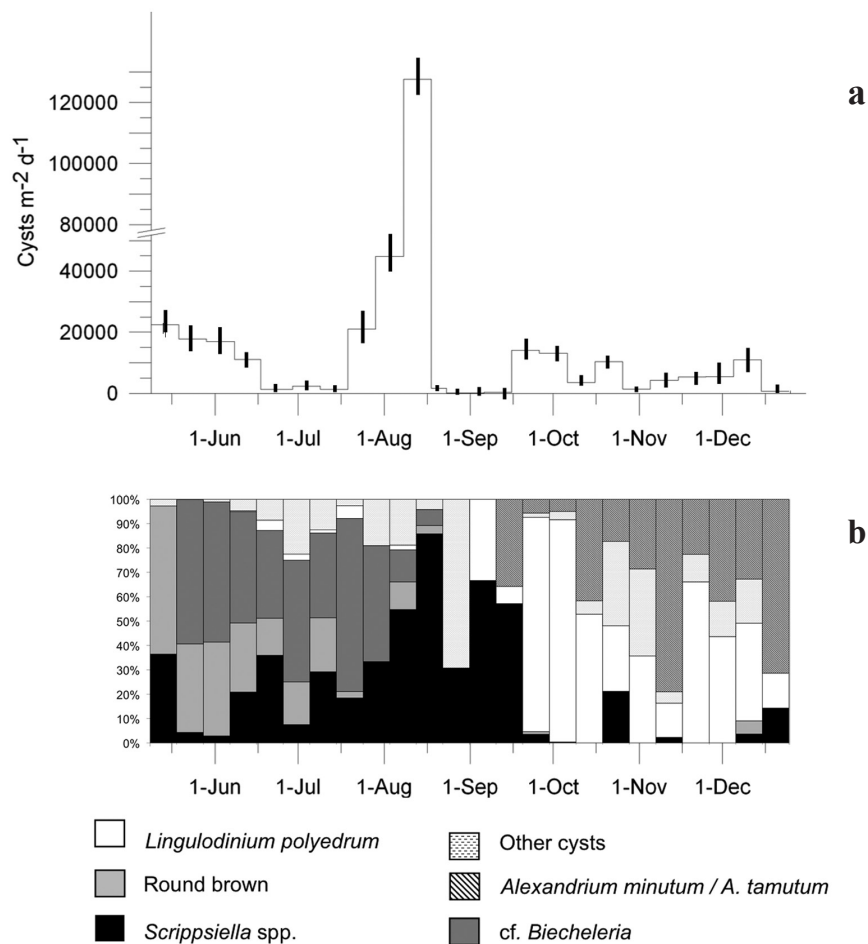 a
Cysts m-2 d-1
120000
100000
80000
40000
20000
0
1-Jun 1-Jul 1-Aug 1-Sep 1-Oct 1-Nov 1-Dec
b
100%
90%
80%
70%
60%
50%
40%
30%
20%
10%
0%
1-Jun 1-Jul 1-Aug 1-Sep 1-Oct 1-Nov 1-Dec
Lingulodinium polyedrum
Other cysts
Round brown
Alexandrium minutum / A. tamutum
Scrippsiella spp.
cf. Biecheleria